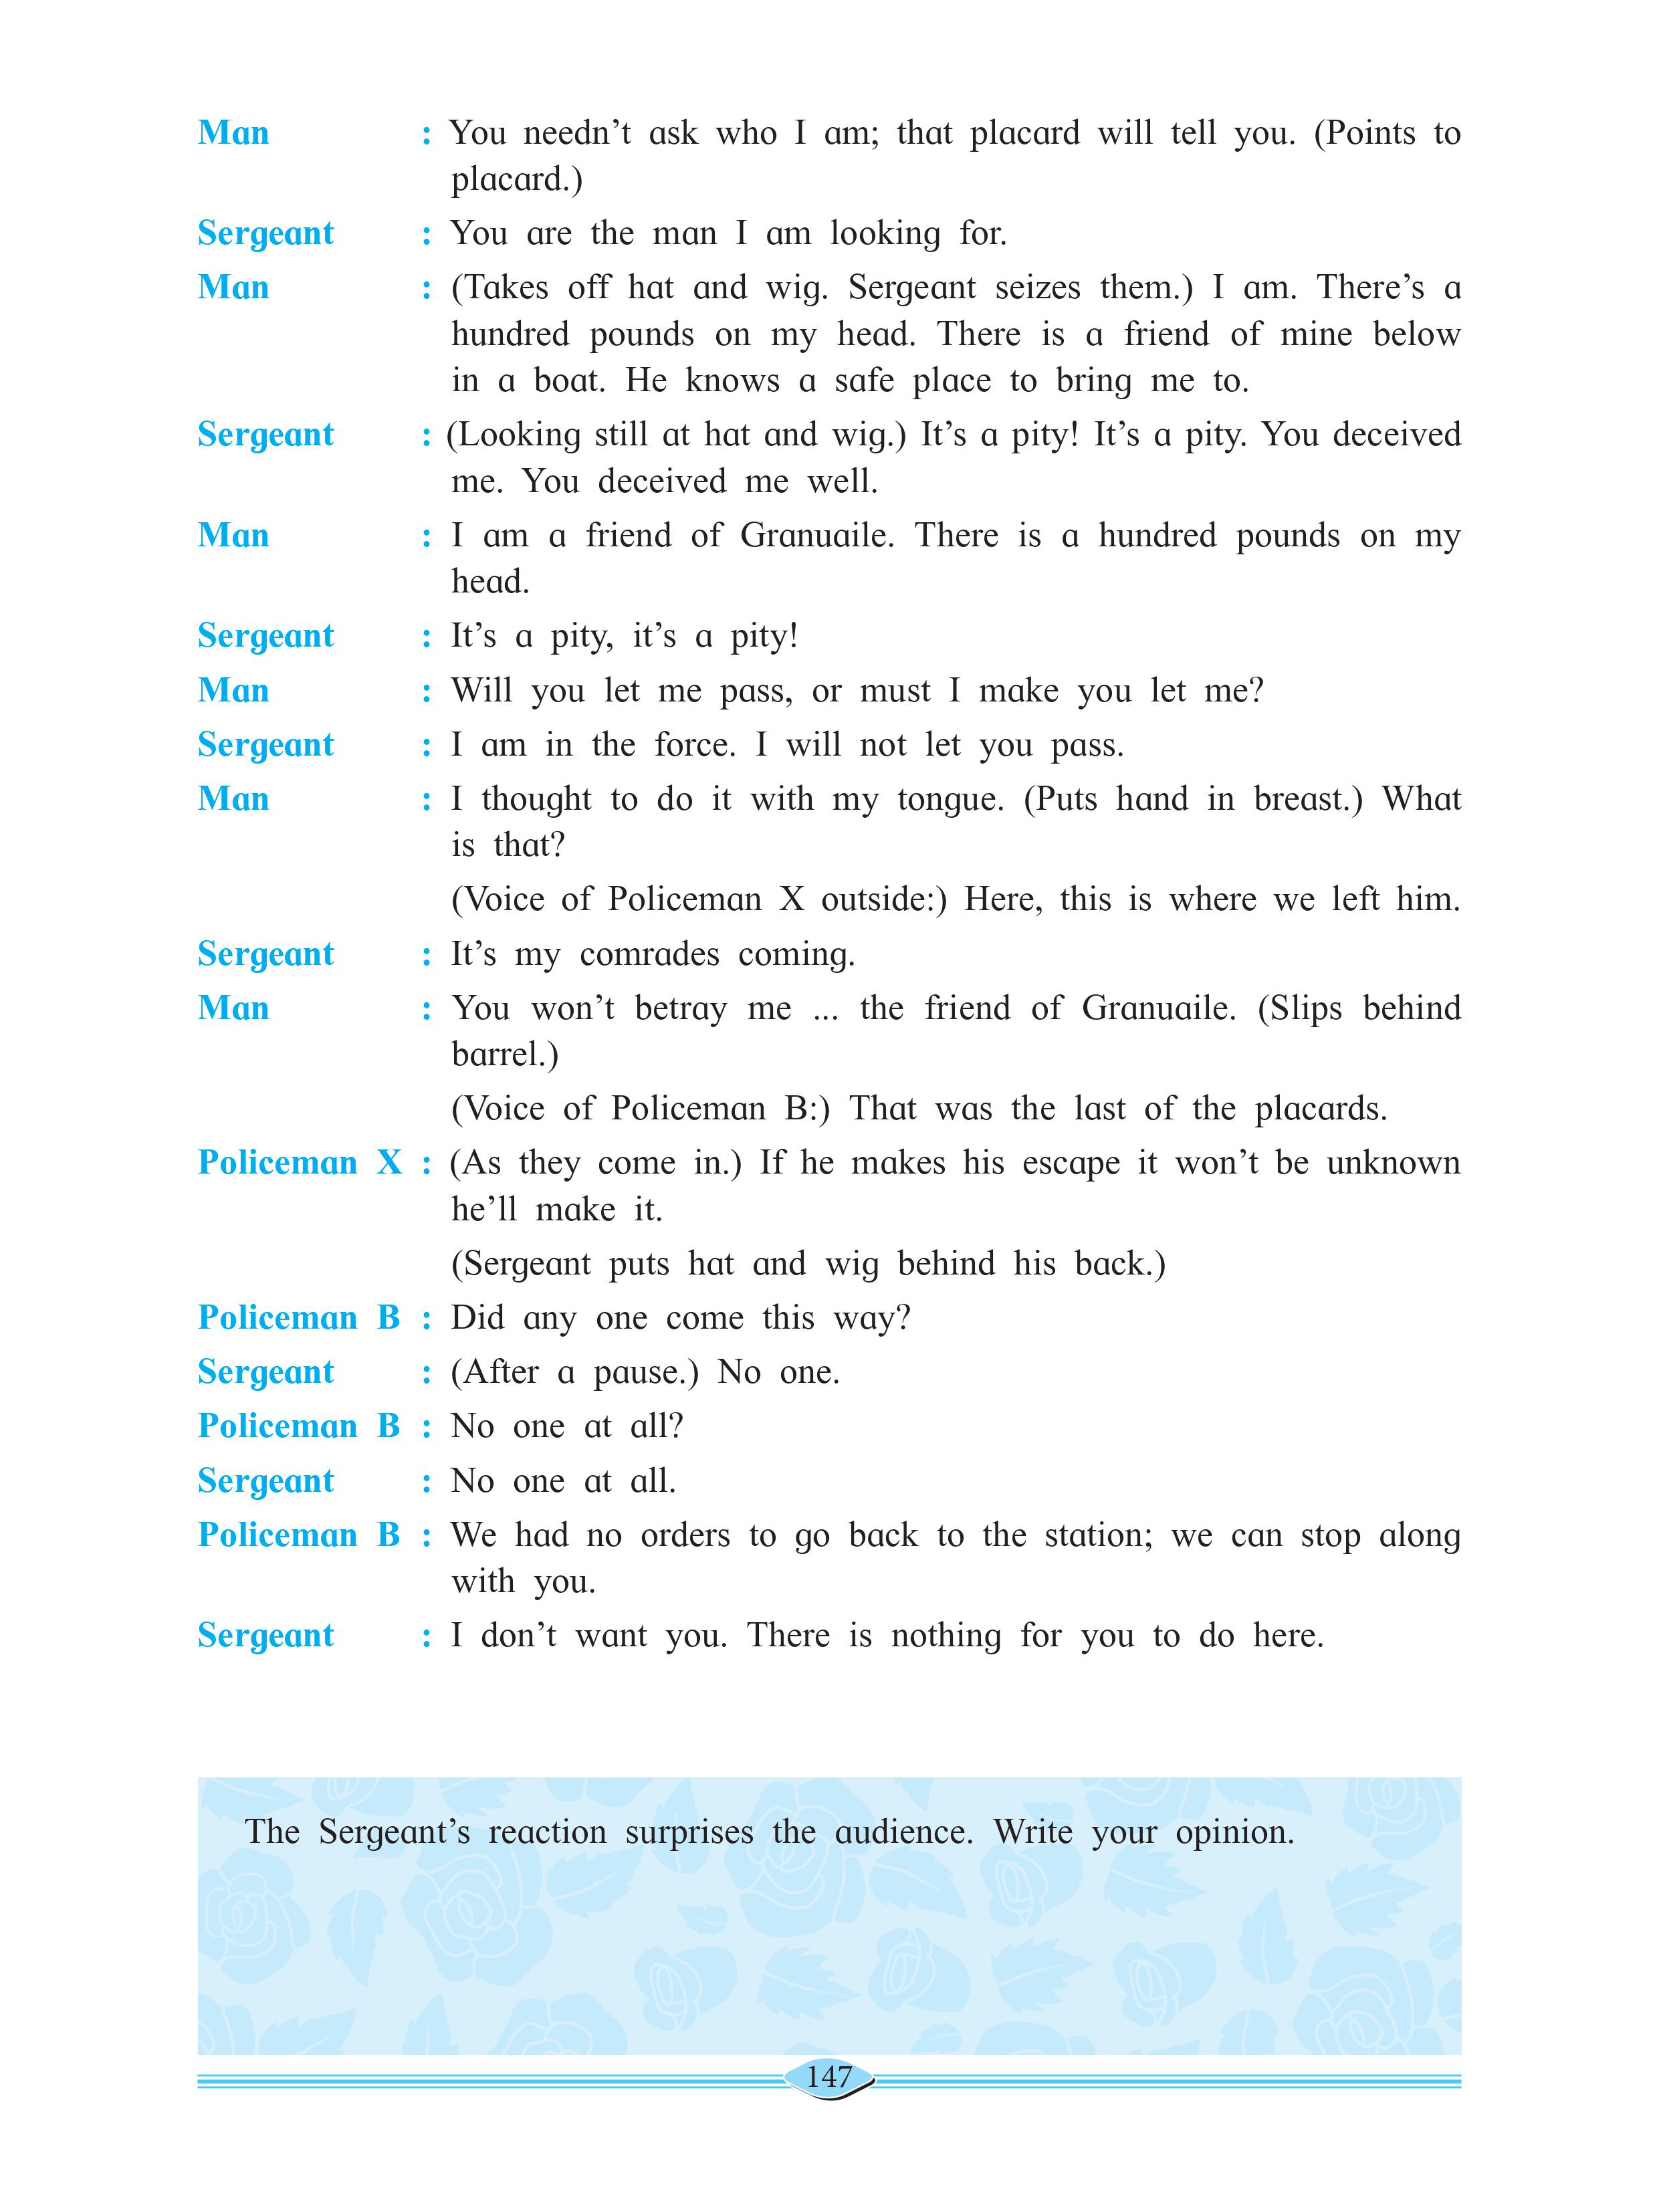 Man : You needn’t ask who I am; that placard will tell you. (Points to
placard.)
Sergeant : You are the man I am looking for.
Man : (Takes off hat and wig. Sergeant seizes them.) I am. There’s a
hundred pounds on my head. There is a friend of mine below
in a boat. He knows a safe place to bring me to.
Sergeant : (Looking still at hat and wig.) It’s a pity! It’s a pity. You deceived
me. You deceived me well.
Man : I am a friend of Granuaile. There is a hundred pounds on my
head.
Sergeant : It’s a pity, it’s a pity!
Man : Will you let me pass, or must I make you let me?
Sergeant : I am in the force. I will not let you pass.
Man : I thought to do it with my tongue. (Puts hand in breast.) What
is that?
(Voice of Policeman X outside:) Here, this is where we left him.
Sergeant : It’s my comrades coming.
Man : You won’t betray me ... the friend of Granuaile. (Slips behind
barrel.)
(Voice of Policeman B:) That was the last of the placards.
Policeman X : (As they come in.) If he makes his escape it won’t be unknown
he’ll make it.
(Sergeant puts hat and wig behind his back.)
Policeman B : Did any one come this way?
Sergeant : (After a pause.) No one.
Policeman B : No one at all?
Sergeant : No one at all.
Policeman B : We had no orders to go back to the station; we can stop along
with you.
Sergeant : I don’t want you. There is nothing for you to do here.
The Sergeant’s reaction surprises the audience. Write your opinion.
147